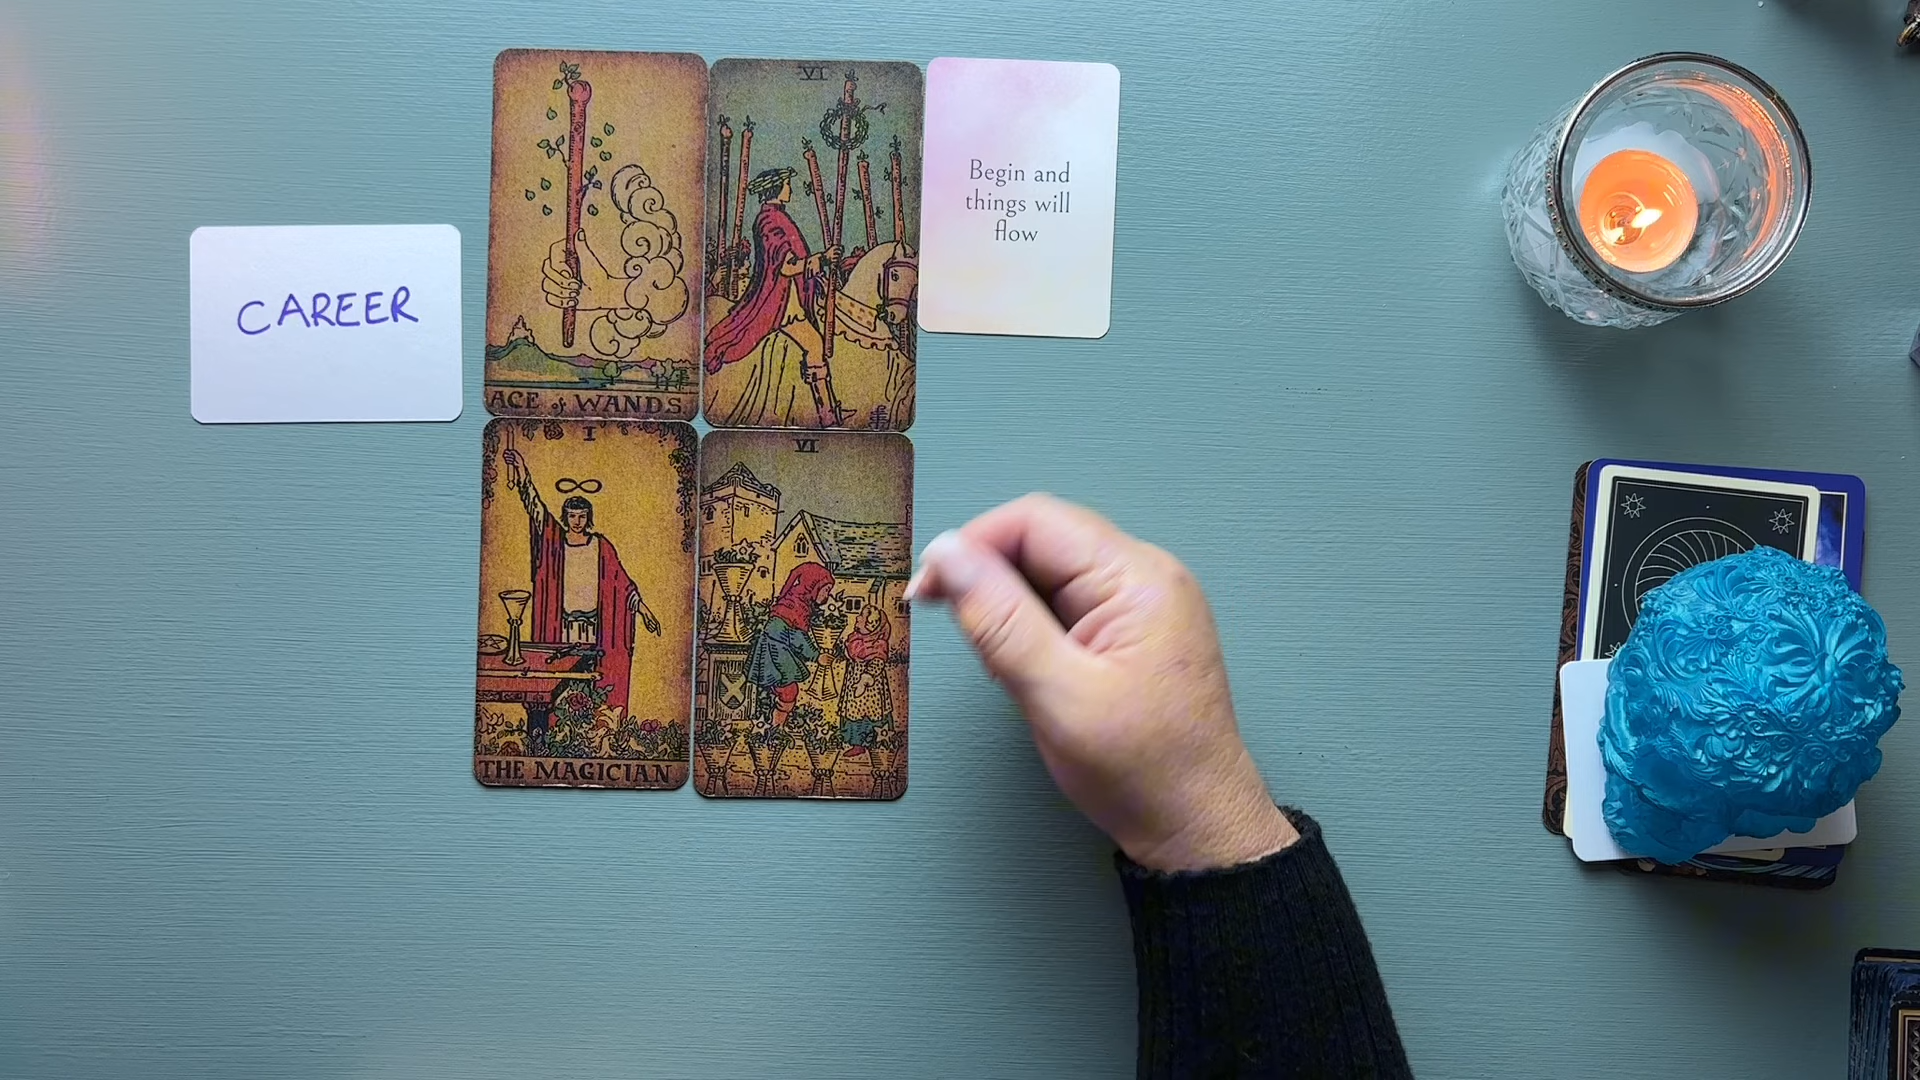 CAREER
ACE of WANDS
VI
Begin and
things will
flow
I
THE MAGICIAN
VI